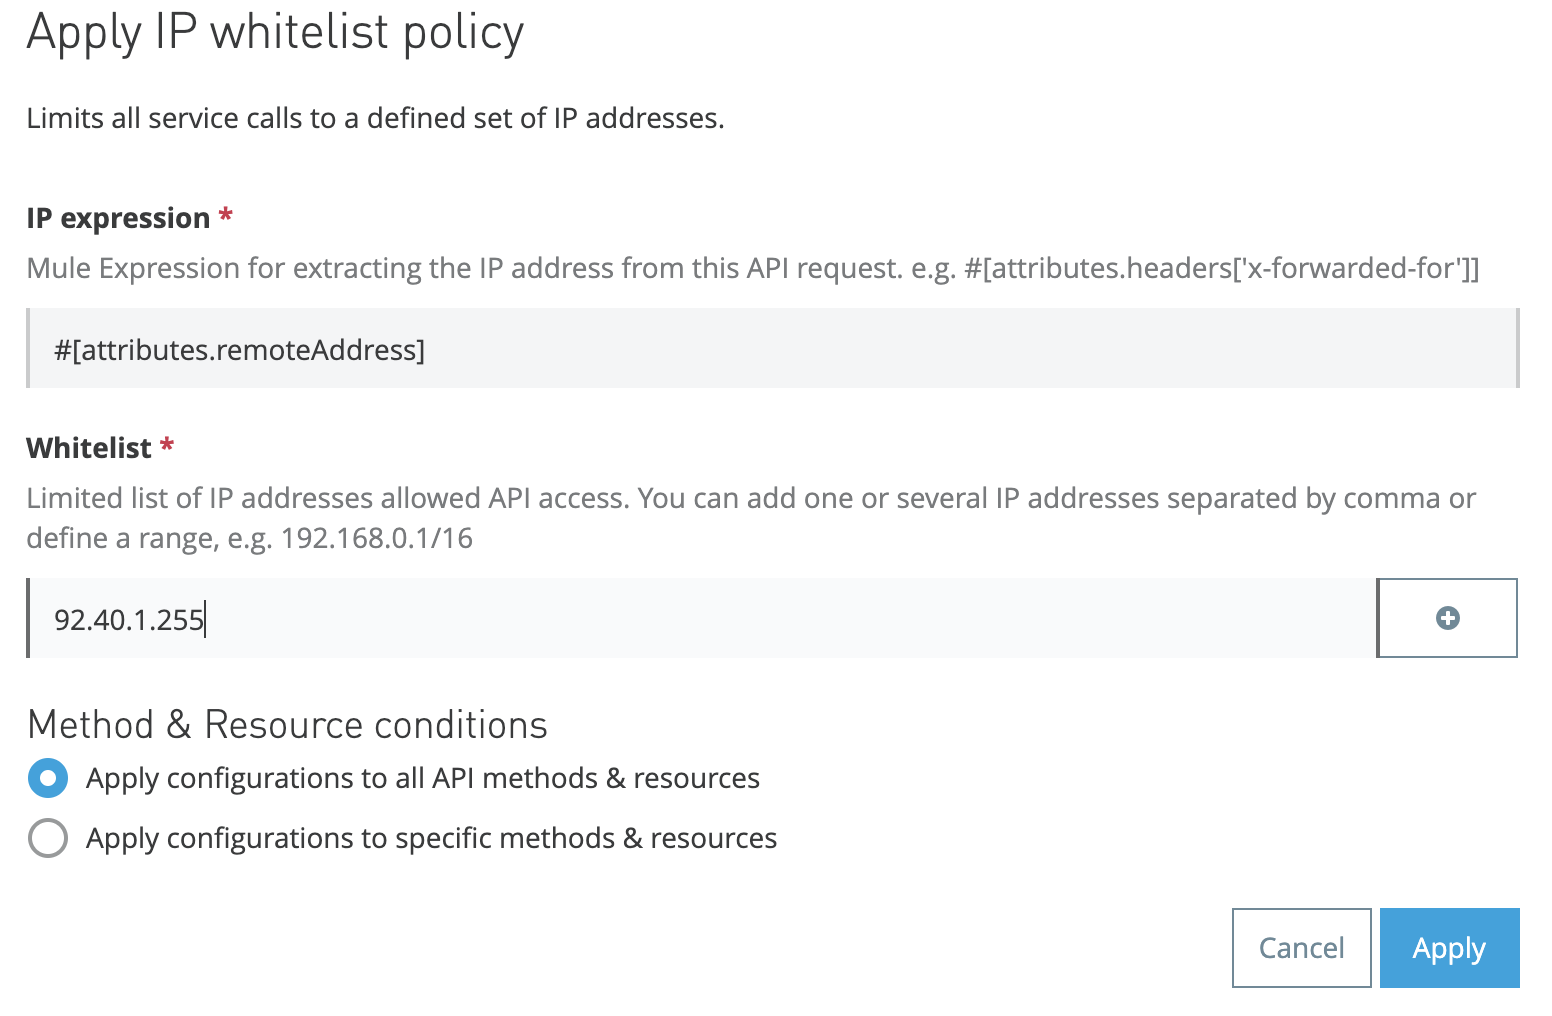 Apply IP whitelist policy
Limits all service calls to a defined set of IP addresses.
IP expression *
Mule Expression for extracting the IP address from this API request. e.g. #[attributes.headers['x-forwarded-for']]
#[attributes.remoteAddress]
Whitelist *
Limited list of IP addresses allowed API access. You can add one or several IP addresses separated by comma or
define a range, e.g. 192.168.0.1/16
92.40.1.255
Method & Resource conditions
Apply configurations to all API methods & resources
Apply configurations to specific methods & resources
Cancel
Apply